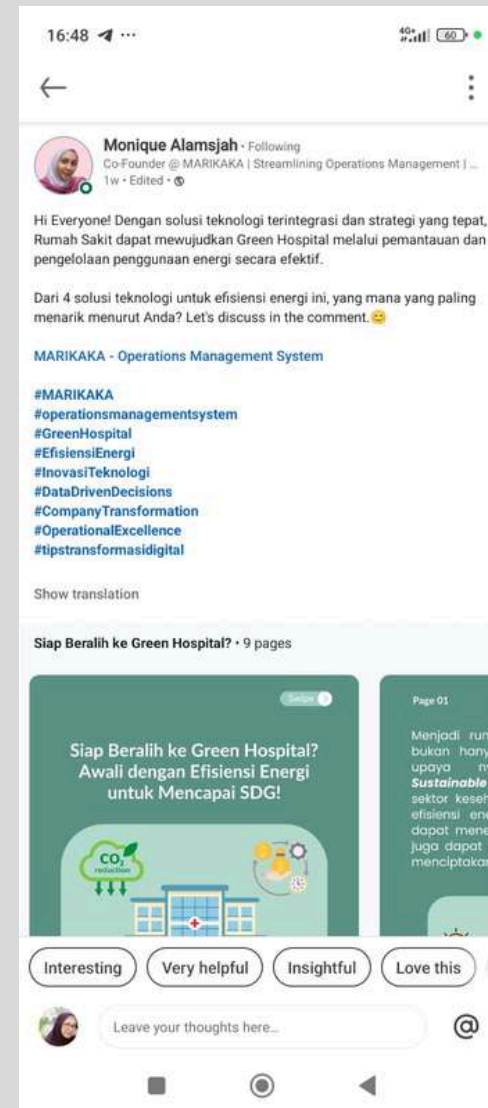 16:48
4G+
60
Monique Alamsjah · Following
Co-Founder @ MARIKAKA | Streamlining Operations Management | ...
1w · Edited ·
Hi Everyone! Dengan solusi teknologi terintegrasi dan strategi yang tepat,
Rumah Sakit dapat mewujudkan Green Hospital melalui pemantauan dan
pengelolaan penggunaan energi secara efektif.
Dari 4 solusi teknologi untuk efisiensi energi ini, yang mana yang paling
menarik menurut Anda? Let's discuss in the comment.😊
MARIKAKA - Operations Management System
#MARIKAKA
#operationsmanagementsystem
#GreenHospital
#EfisiensiEnergi
#InovasiTeknologi
#DataDrivenDecisions
#CompanyTransformation
#OperationalExcellence
#tipstransformasidigital
Show translation
Siap Beralih ke Green Hospital? · 9 pages
Swipe
Siap Beralih ke Green Hospital?
Awali dengan Efisiensi Energi
untuk Mencapai SDG!
CO₂
reduction
Page 01
Menjadi
bukan
upaya
Sustainable
sektor
efisiensi
dapat
juga dapat
Interesting
Very helpful
Insightful
Love this
Leave your thoughts here...
@